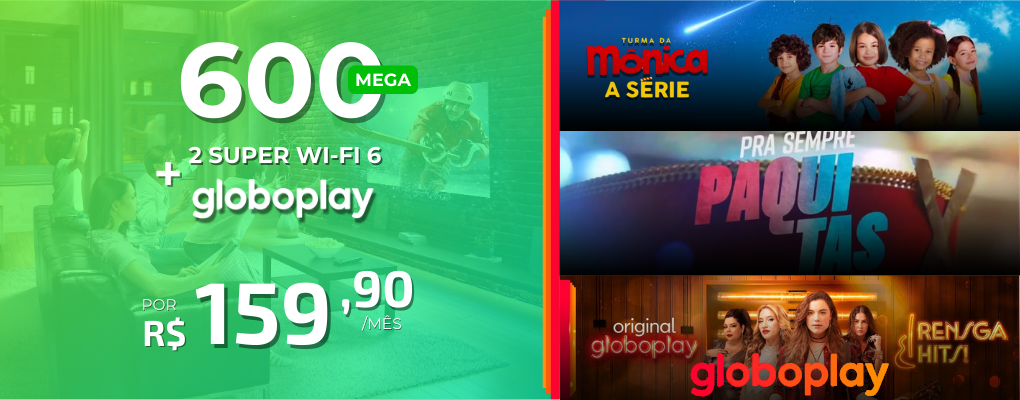 600
MEGA
+
2 SUPER WI-FI 6
globoplay
POR
R$ 159,90
/MÊS
TURMA DA
Mônica
A SÉRIE
PRA SEMPRE
PAQUI
TAS
original
globoplay
RENSGA
HITS!
globoplay